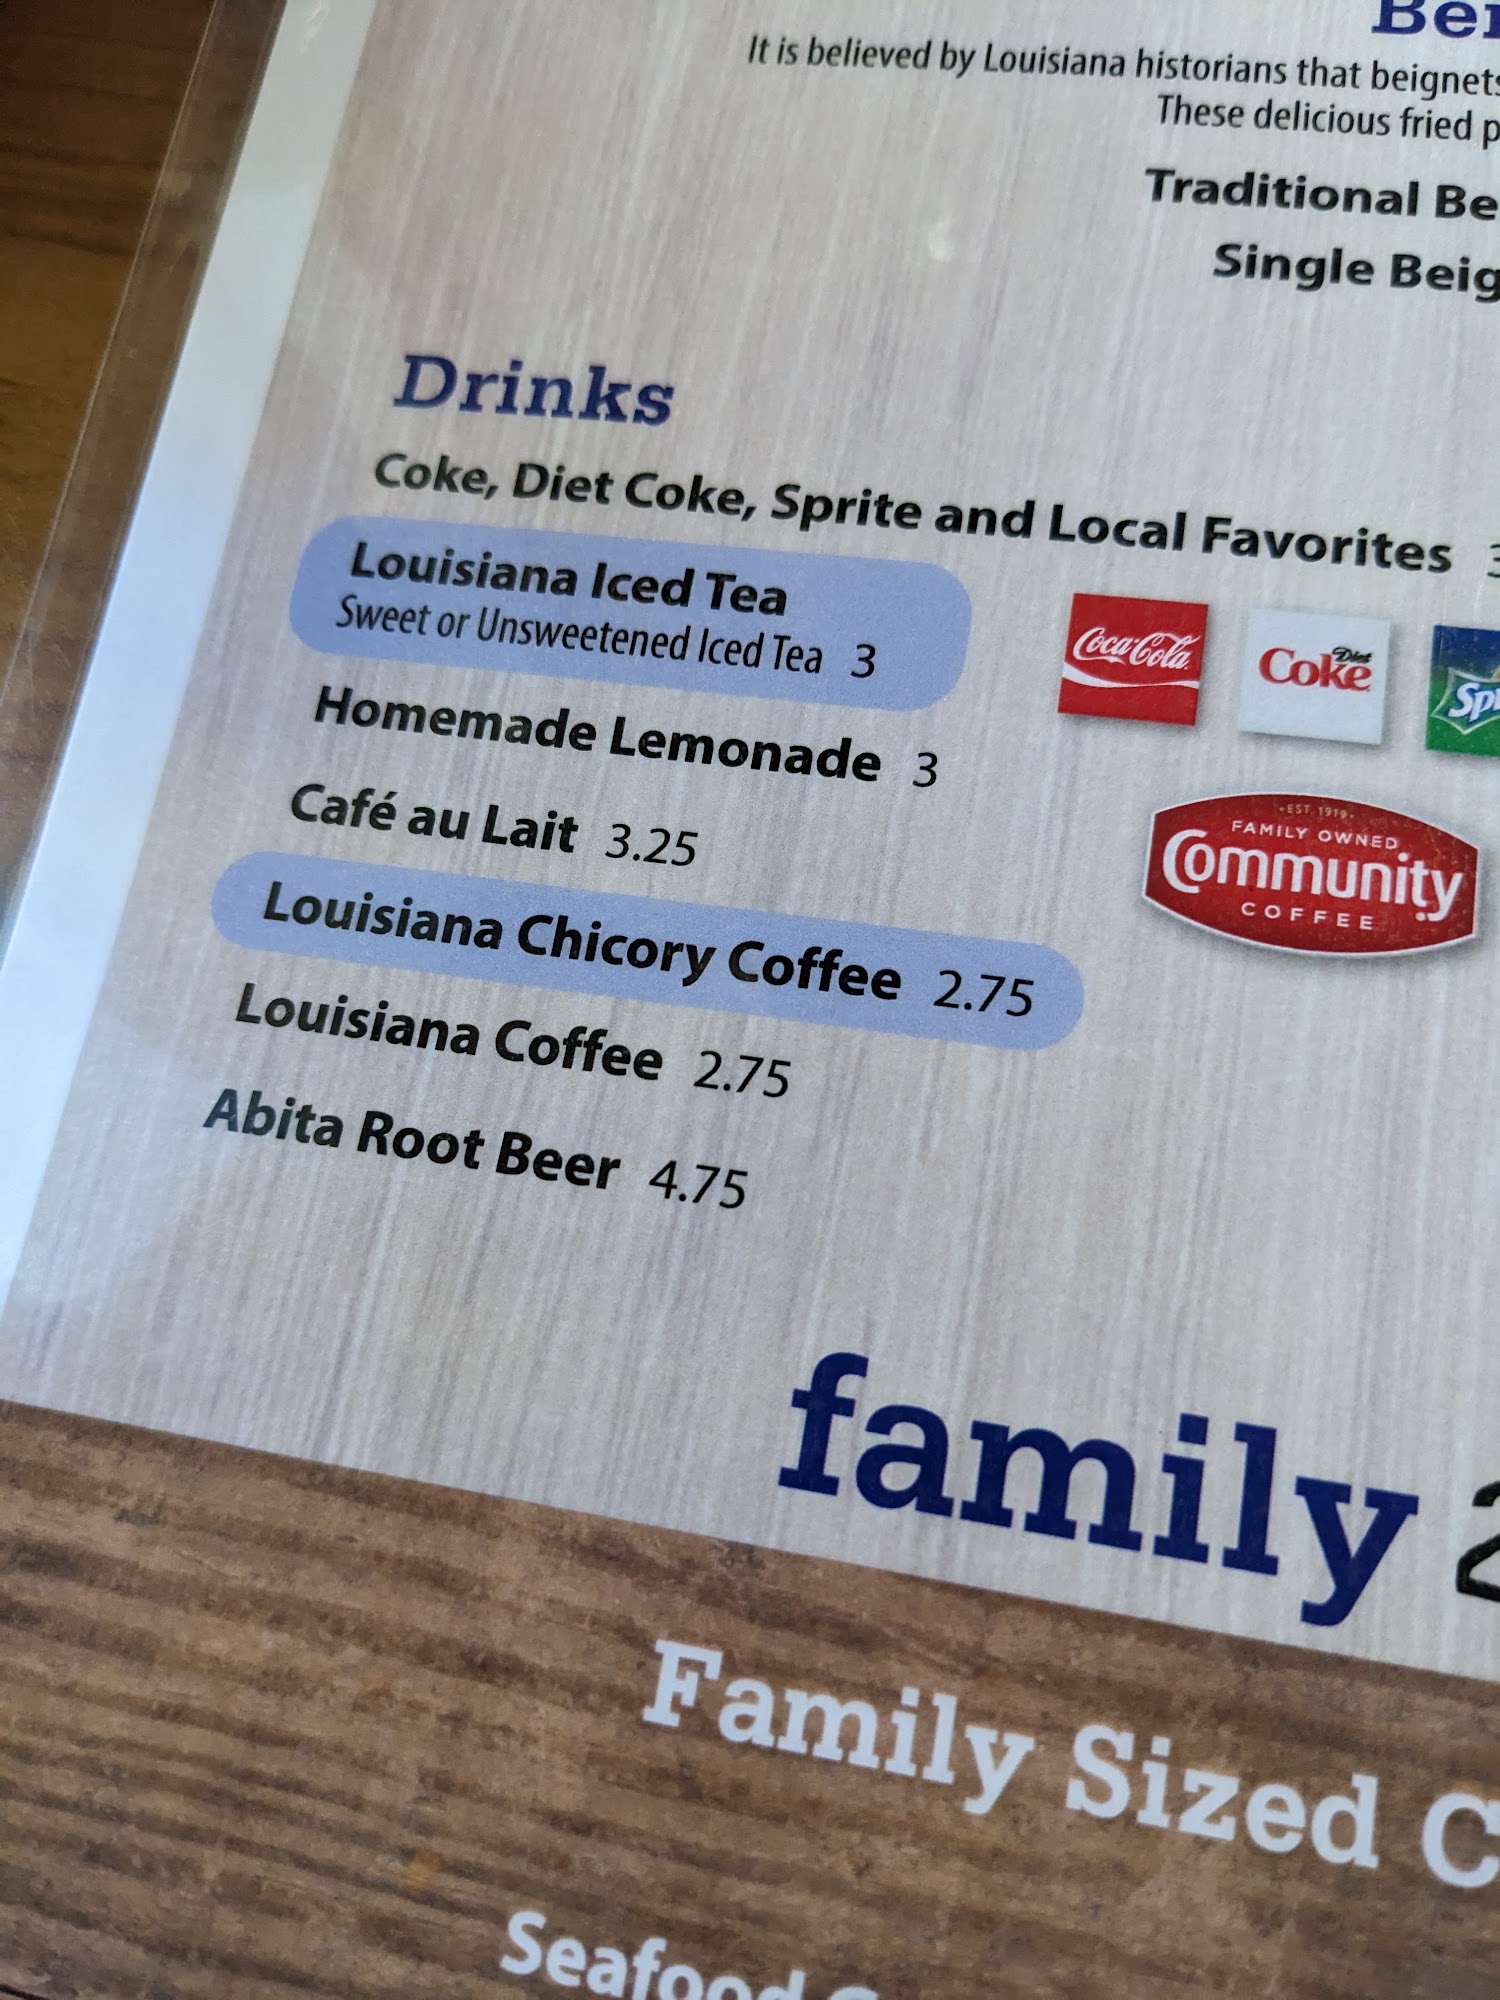 It is believed by Louisiana historians that beignets
These delicious fried
Traditional
Single
Drinks
Coke, Diet Coke, Sprite and Local Favorites
Louisiana Iced Tea
Sweet or Unsweetened Iced Tea 3
Coca-Cola
Diet
Coke
Homemade Lemonade 3
Café au Lait 3.25
•EST. 1919•
FAMILY OWNED
Community
COFFEE
Louisiana Chicory Coffee 2.75
Louisiana Coffee 2.75
Abita Root Beer 4.75
family
Family Sized
Seafood